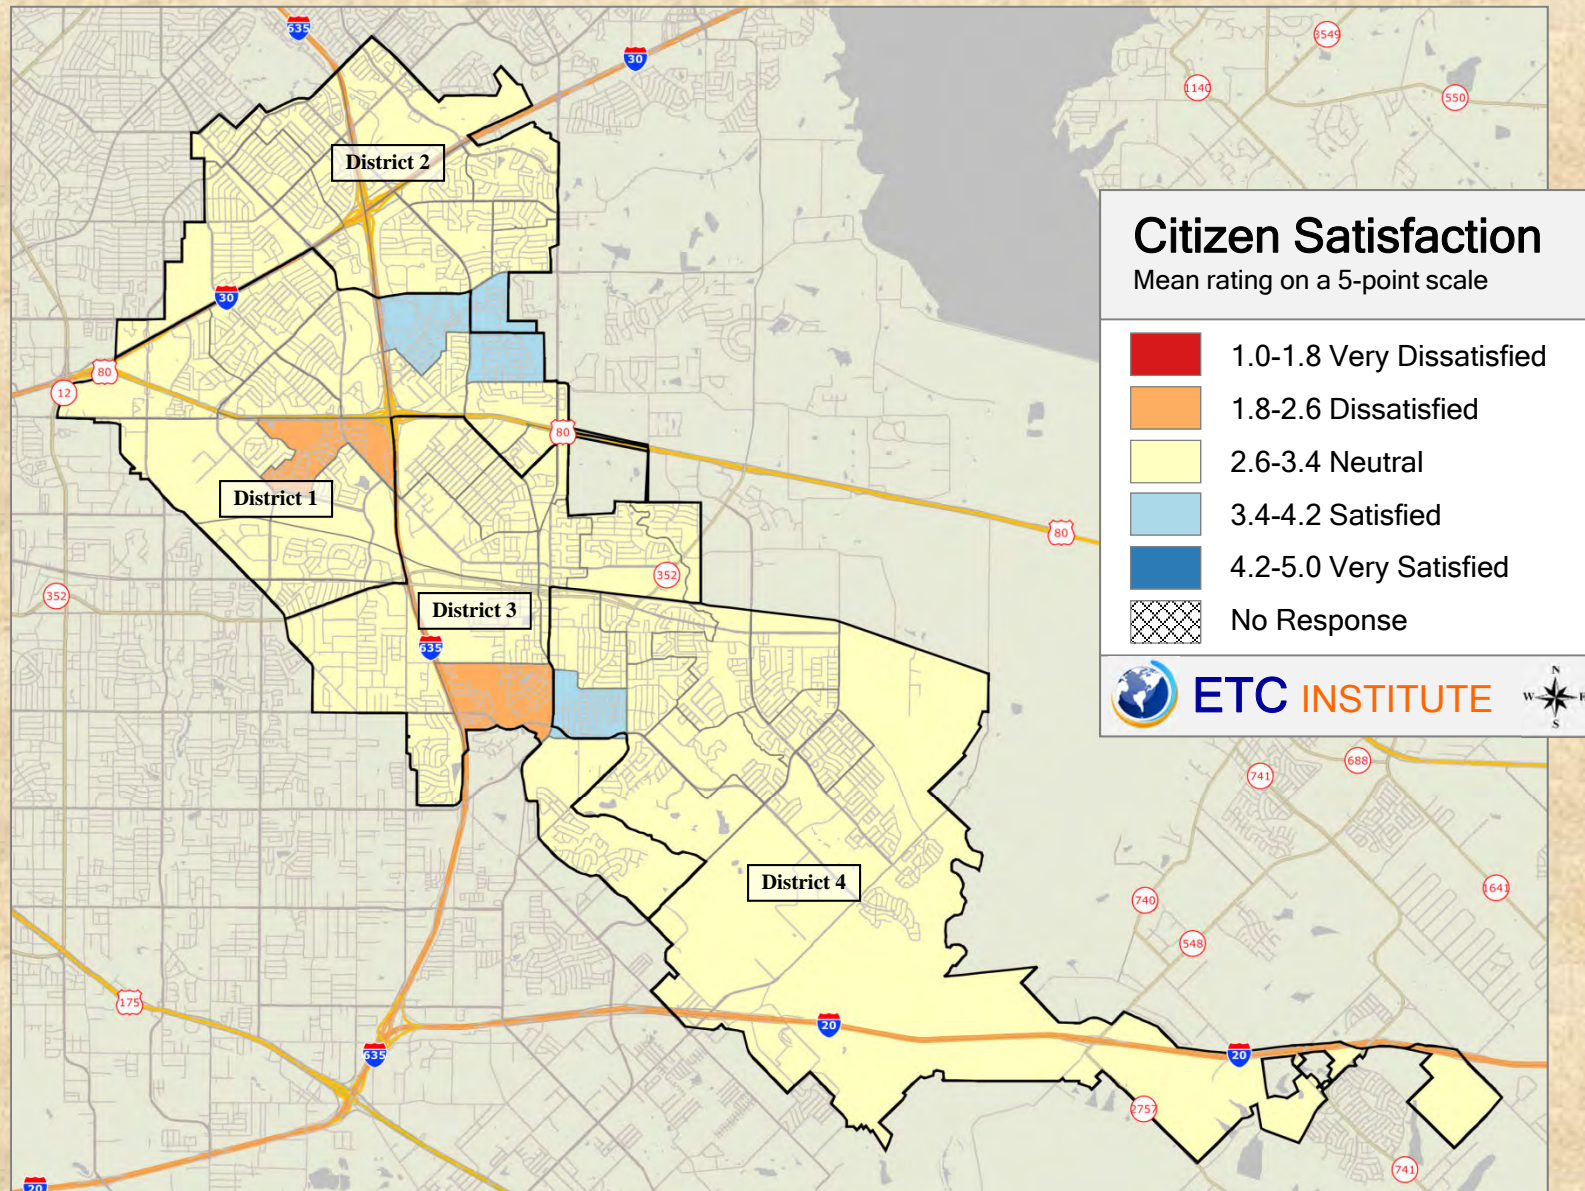 635
30
3549
1140
550
District 2
Citizen Satisfaction
Mean rating on a 5-point scale
30
1.0-1.8 Very Dissatisfied
80
12
1.8-2.6 Dissatisfied
80
2.6-3.4 Neutral
District 1
3.4-4.2 Satisfied
80
352
4.2-5.0 Very Satisfied
352
District 3
No Response
635
N
W E
S
ETC INSTITUTE
688
741
District 4
1641
740
548
175
20
635
20
2757
741
20